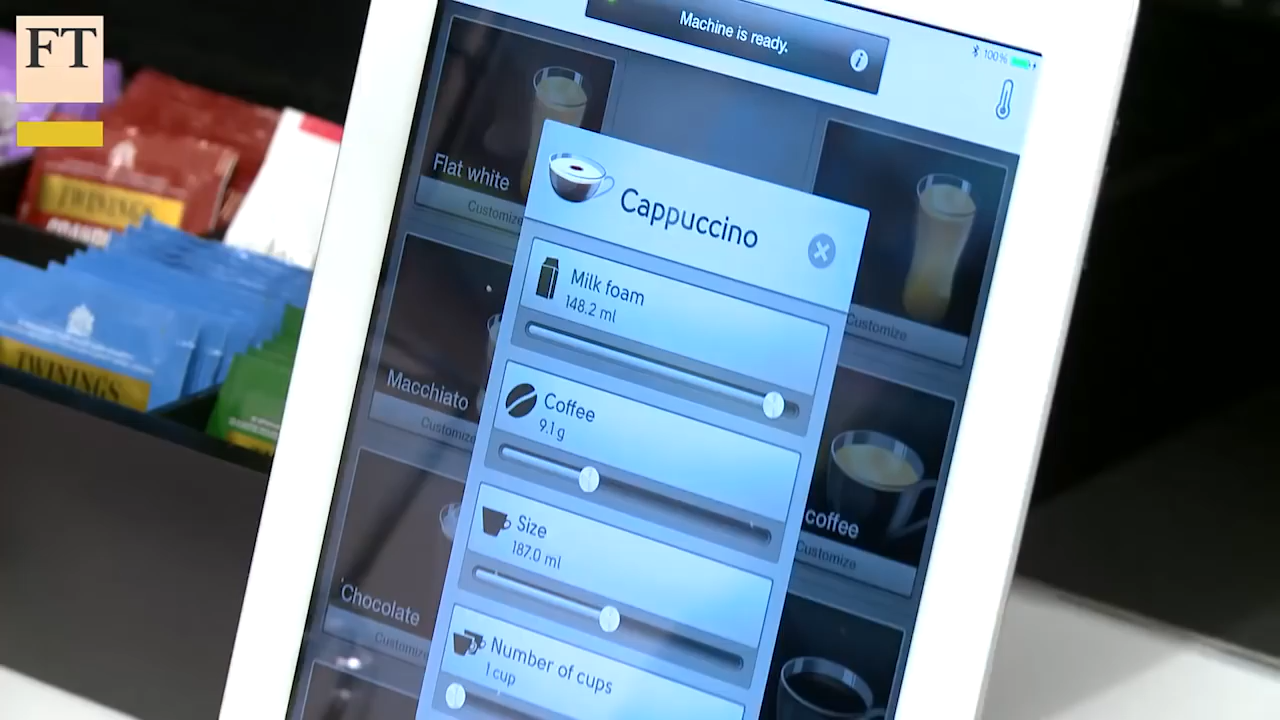 FT
Machine is ready.
i
100%
Flat white
Customize
Cappuccino
Milk foam
148.2 ml
Customize
Macchiato
Customize
Coffee
9.1 g
coffee
Customize
Size
187.0 ml
Chocolate
Customize
Number of cups
1 cup
TWININGS
TWININGS